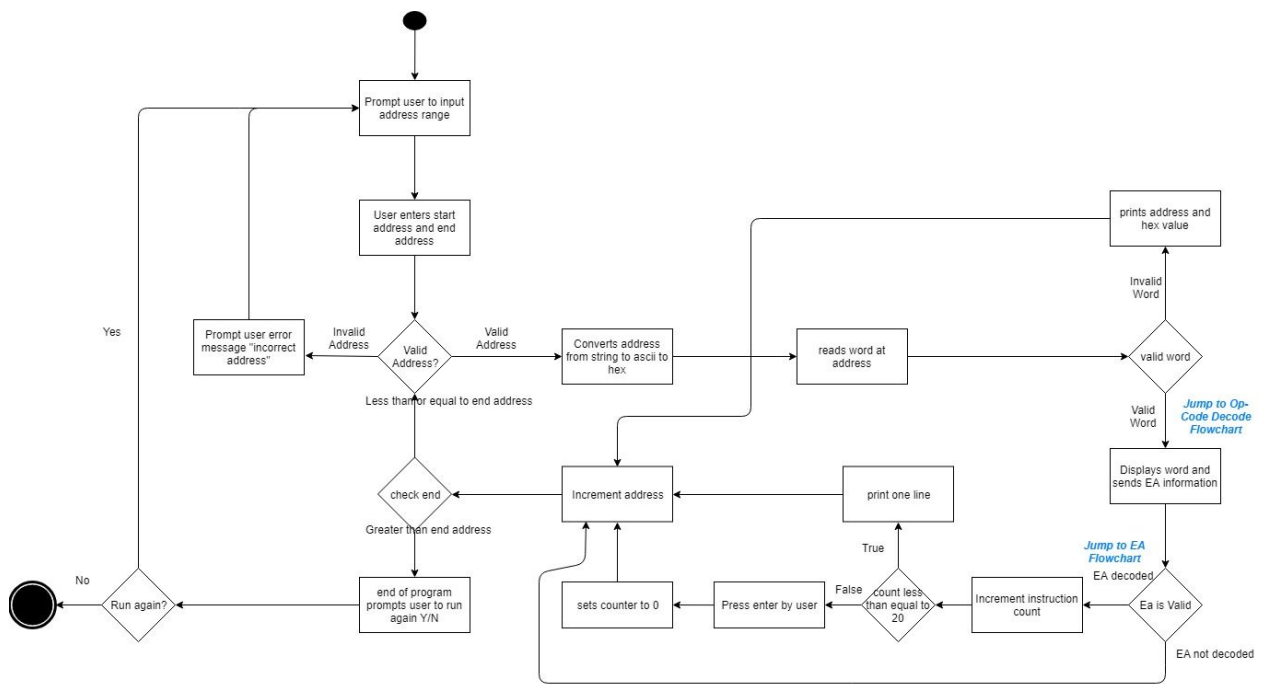 Prompt user to input
address range
User enters start
address and end
address
prints address and
hex value
Invalid
Word
Yes
Prompt user error
message "incorrect
address"
Invalid
Address
Valid
Address?
Valid
Address
Converts address
from string to ascii to
hex
reads word at
address
valid word
Less than or equal to end address
Valid
Word
Jump to Op-
Code Decode
Flowchart
check end
Increment address
print one line
Displays word and
sends EA information
Greater than end address
True
Jump to EA
Flowchart
EA decoded
No
Run again?
end of program
prompts user to run
again Y/N
sets counter to 0
Press enter by user
False
count less
than equal to
20
Increment instruction
count
Ea is Valid
EA not decoded